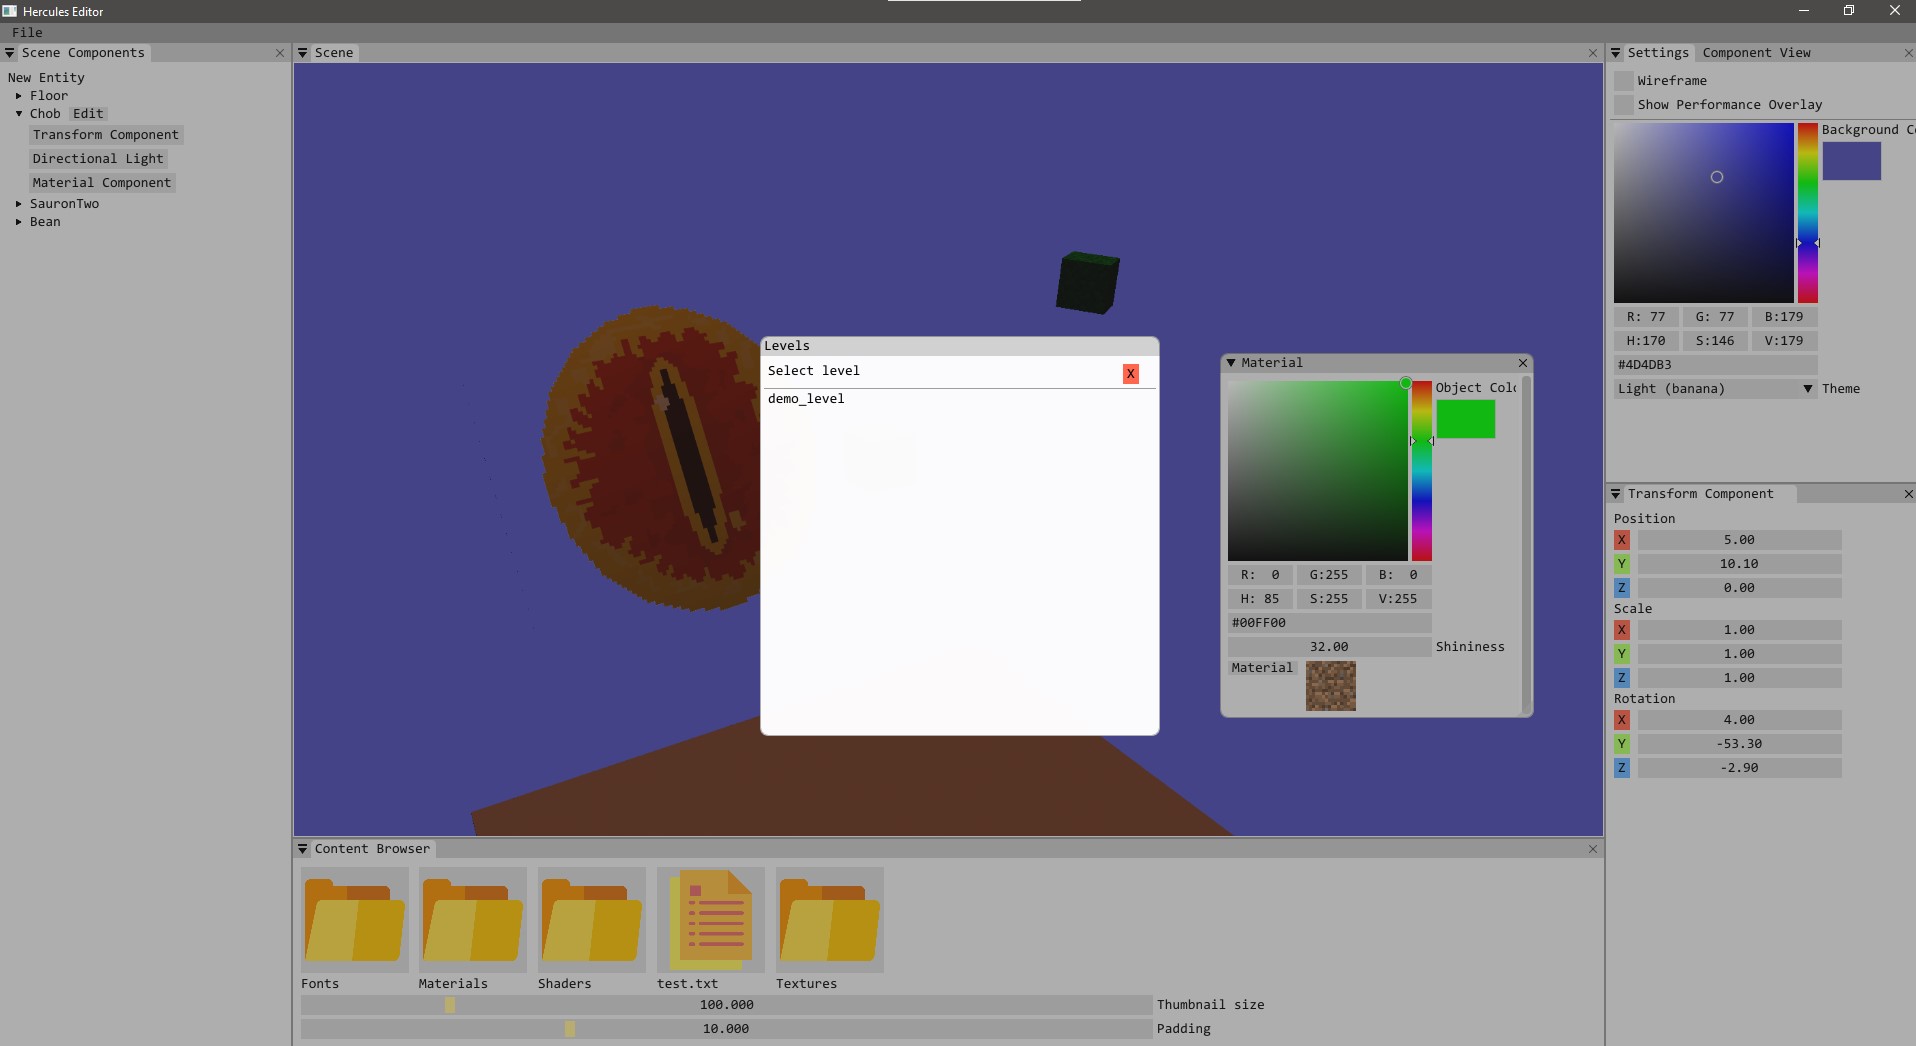 Hercules Editor
File
Scene Components
New Entity
Floor
Chob Edit
Transform Component
Directional Light
Material Component
SauronTwo
Bean
Scene
Levels
Select level X
demo_level
Material
Object Colo
R: 0 G:255 B: 0
H: 85 S:255 V:255
#00FF00
32.00 Shininess
Material
Settings Component View
Wireframe
Show Performance Overlay
Background Co
R: 77 G: 77 B:179
H:170 S:146 V:179
#4D4DB3
Light (banana) Theme
Transform Component
Position
X 5.00
Y 10.10
Z 0.00
Scale
X 1.00
Y 1.00
Z 1.00
Rotation
X 4.00
Y -53.30
Z -2.90
Content Browser
Fonts Materials Shaders test.txt Textures
100.000 Thumbnail size
10.000 Padding